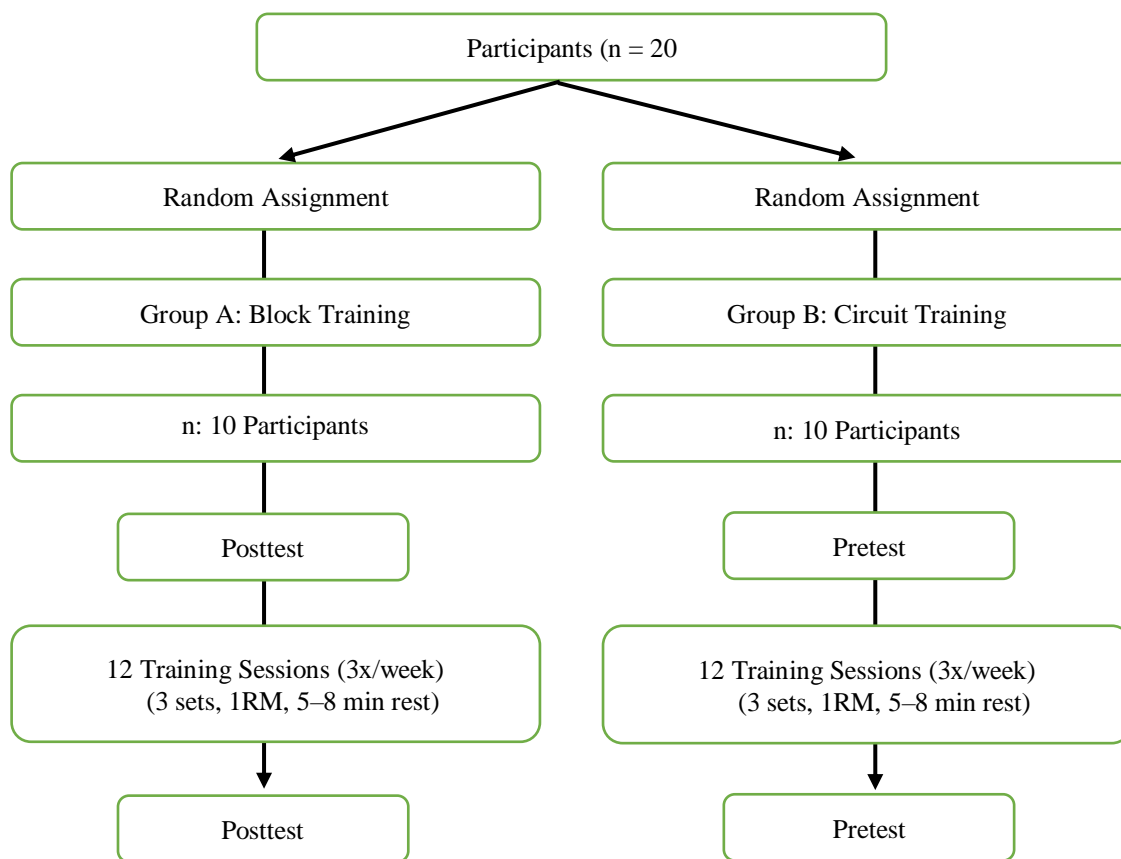 Participants (n = 20
Random Assignment
Random Assignment
Group A: Block Training
Group B: Circuit Training
n: 10 Participants
n: 10 Participants
Posttest
Pretest
12 Training Sessions (3x/week)
(3 sets, 1RM, 5–8 min rest)
12 Training Sessions (3x/week)
(3 sets, 1RM, 5–8 min rest)
Posttest
Pretest